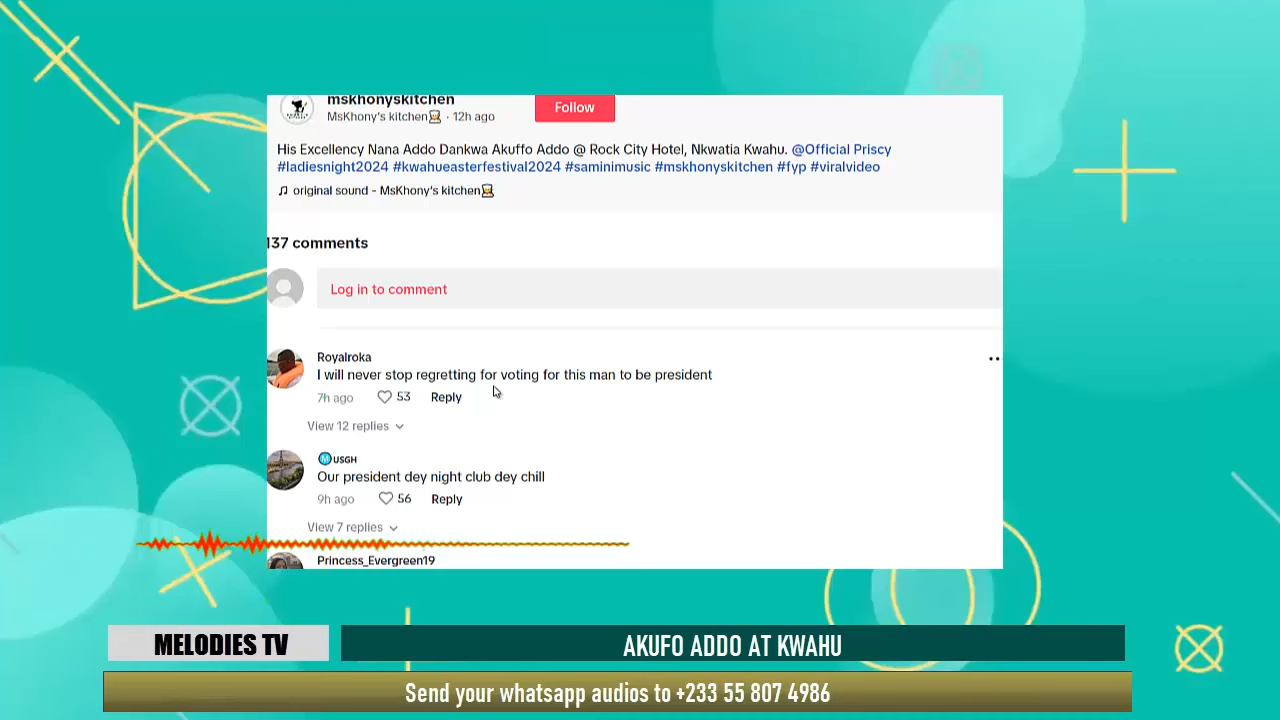 mskhonyskitchen
MsKhony's kitchen👩‍🍳 · 12h ago
Follow
His Excellency Nana Addo Dankwa Akuffo Addo @ Rock City Hotel, Nkwatia Kwahu. @Official Priscy
#ladiesnight2024 #kwahueasterfestival2024 #saminimusic #mskhonyskitchen #fyp #viralvideo
♫ original sound - MsKhony's kitchen👩‍🍳
137 comments
Log in to comment
Royalroka
I will never stop regretting for voting for this man to be president
7h ago 53 Reply
View 12 replies
Ⓜ️USGH
Our president dey night club dey chill
9h ago 56 Reply
View 7 replies
Princess_Evergreen19
MELODIES TV
AKUFO ADDO AT KWAHU
Send your whatsapp audios to +233 55 807 4986